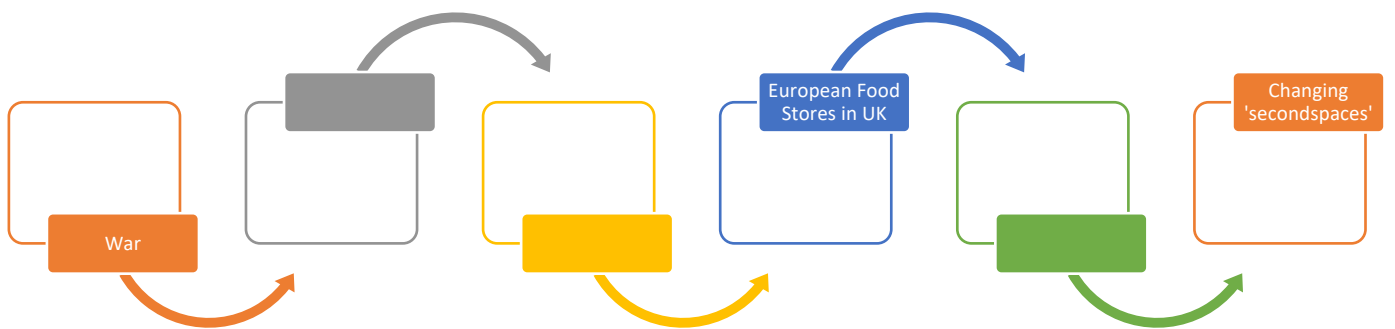 War
European Food
Stores in UK
Changing
'secondspaces'